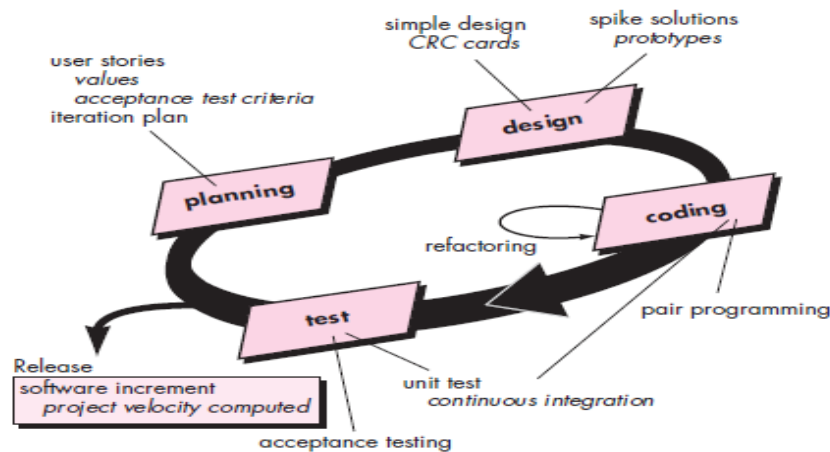 simple design
CRC cards
spike solutions
prototypes
user stories
values
acceptance test criteria
iteration plan
design
planning
coding
refactoring
test
pair programming
Release
software increment
project velocity computed
unit test
continuous integration
acceptance testing